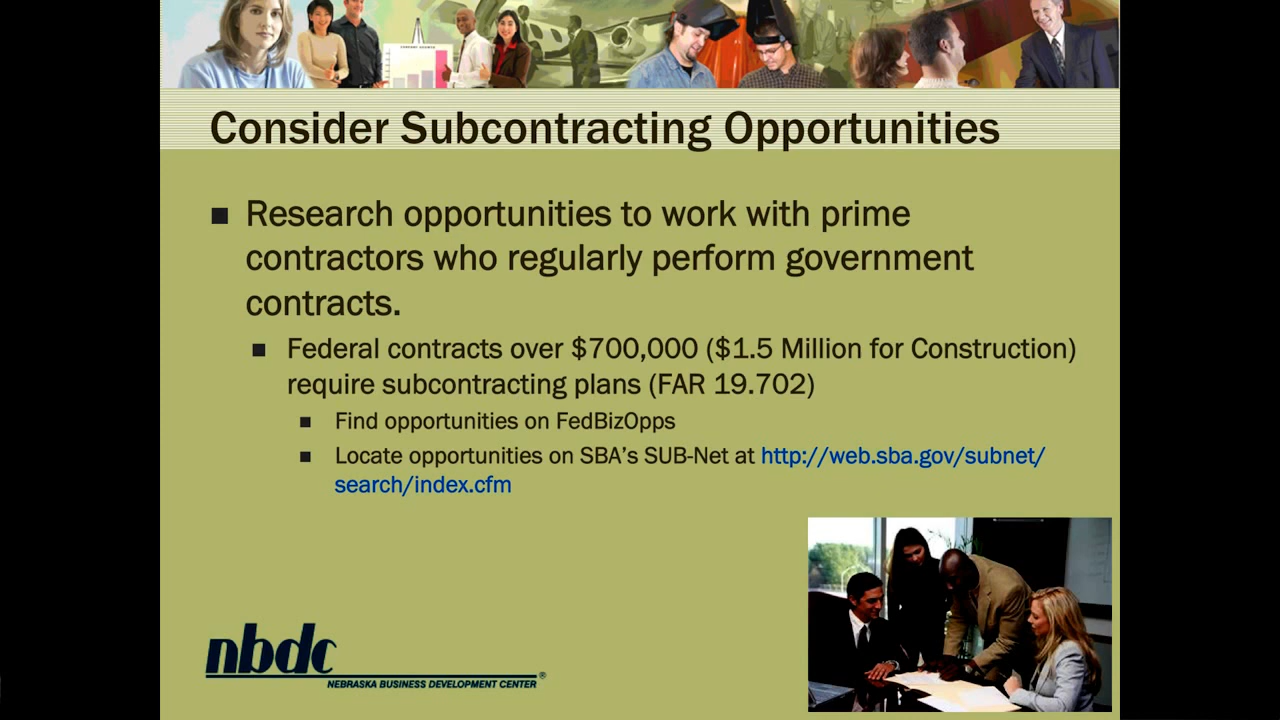 Consider Subcontracting Opportunities
Research opportunities to work with prime
contractors who regularly perform government
contracts.
Federal contracts over $700,000 ($1.5 Million for Construction)
require subcontracting plans (FAR 19.702)
Find opportunities on FedBizOpps
Locate opportunities on SBA's SUB-Net at http://web.sba.gov/subnet/
search/index.cfm
nbdc
NEBRASKA BUSINESS DEVELOPMENT CENTER®